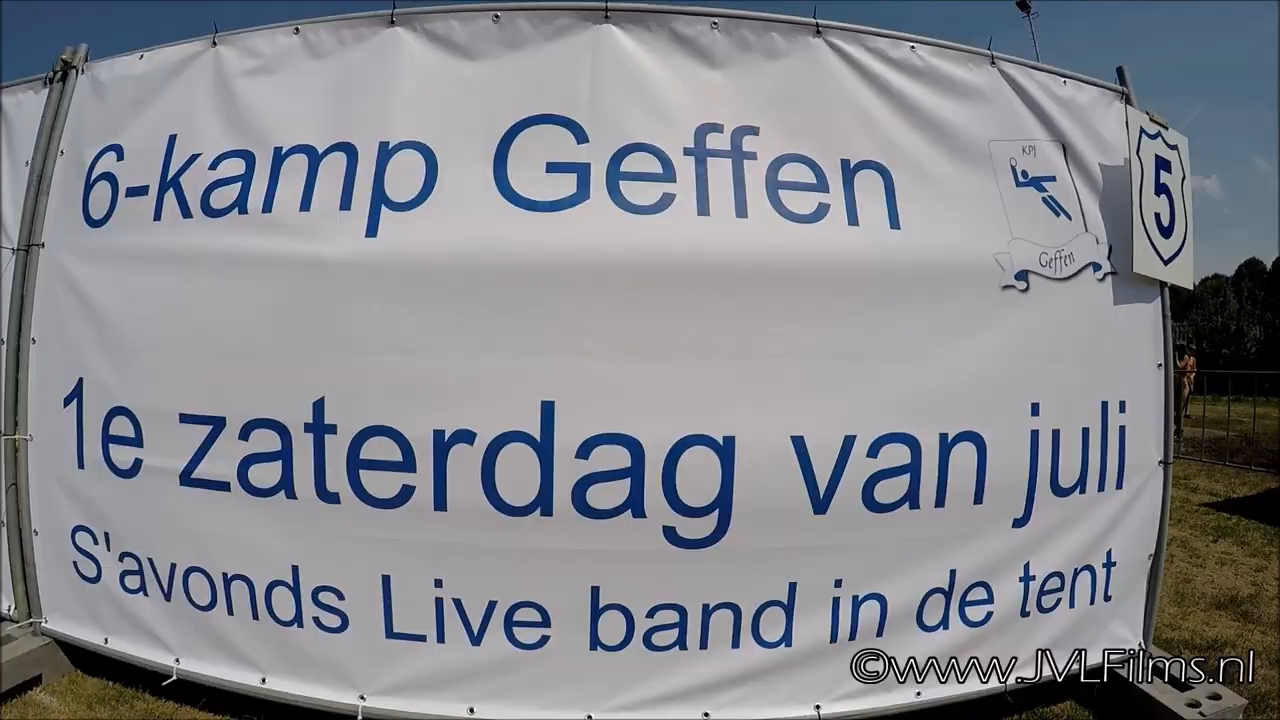 6-kamp Geffen
KPJ
Geffen
5
1e zaterdag van juli
S'avonds Live band in de tent
©www.JVLFilms.nl